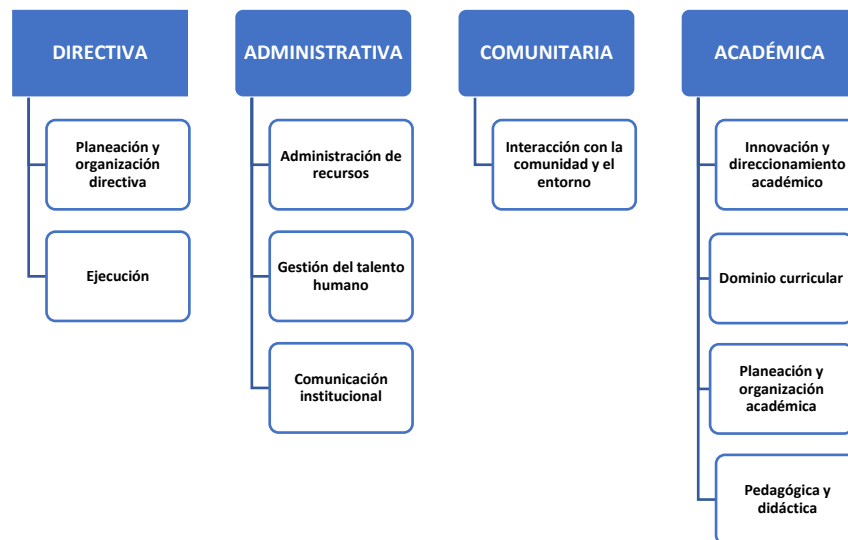 DIRECTIVA
Planeación y
organización
directiva
Ejecución
ADMINISTRATIVA
Administración de
recursos
Gestión del talento
humano
Comunicación
institucional
COMUNITARIA
Interacción con la
comunidad y el
entorno
ACADÉMICA
Innovación y
direccionamiento
académico
Dominio curricular
Planeación y
organización
académica
Pedagógica y
didáctica